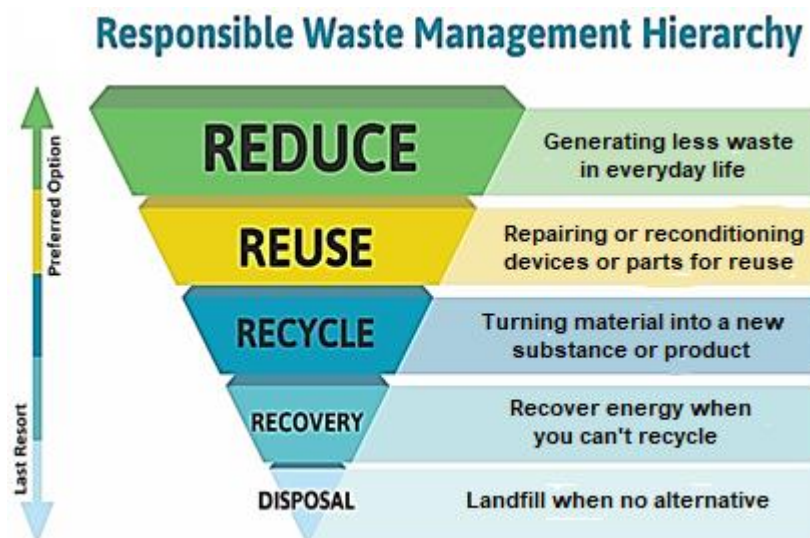 Responsible Waste Management Hierarchy
Preferred Option
Last Resort
REDUCE
Generating less waste
in everyday life
REUSE
Repairing or reconditioning
devices or parts for reuse
RECYCLE
Turning material into a new
substance or product
RECOVERY
Recover energy when
you can't recycle
DISPOSAL
Landfill when no alternative